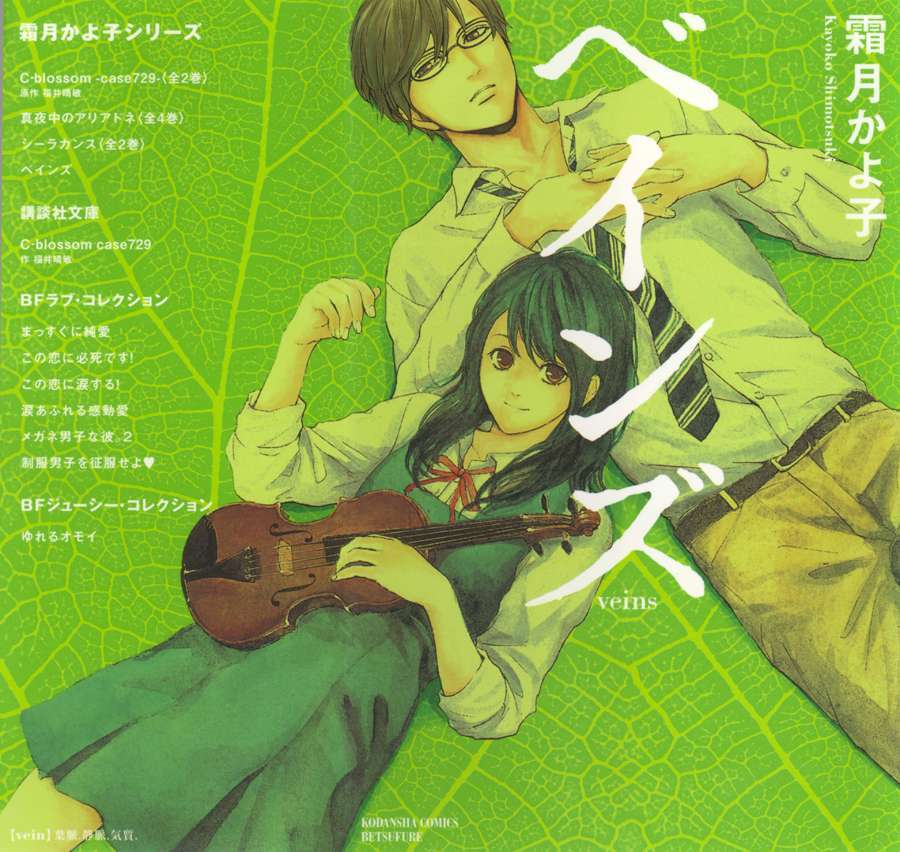 霜月かよ子シリーズ
C-blossom -case729-〈全2巻〉
原作 福井晴敏
真夜中のアリアドネ〈全4巻〉
シーラカンス〈全2巻〉
ベインズ
講談社文庫
C-blossom case729
作 福井晴敏
BFラブ・コレクション
まっすぐに純愛
この恋に必死です!
この恋に涙する!
涙あふれる感動愛
メガネ男子な彼。2
制服男子を征服せよ♥
BFジューシー・コレクション
ゆれるオモイ
ベインズ
veins
霜月かよ子
Kayoko Shimotsuki
【vein】葉脈.静脈.気質.
KODANSHA COMICS
BETSUFURE